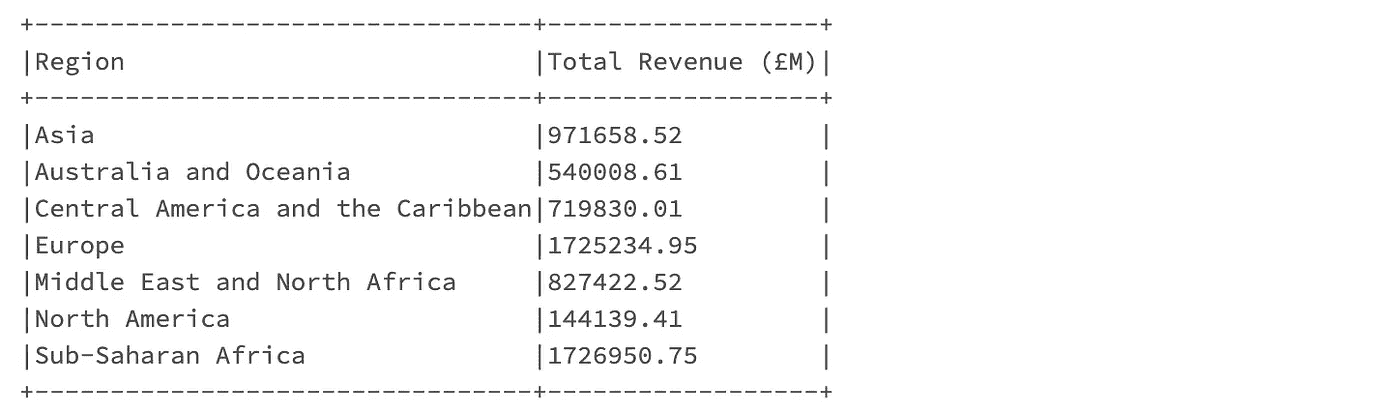 +---------------------------------+------------------+
|Region                           |Total Revenue (£M)|
+---------------------------------+------------------+
|Asia                             |971658.52         |
|Australia and Oceania            |540008.61         |
|Central America and the Caribbean|719830.01         |
|Europe                           |1725234.95        |
|Middle East and North Africa     |827422.52         |
|North America                    |144139.41         |
|Sub-Saharan Africa               |1726950.75        |
+---------------------------------+------------------+